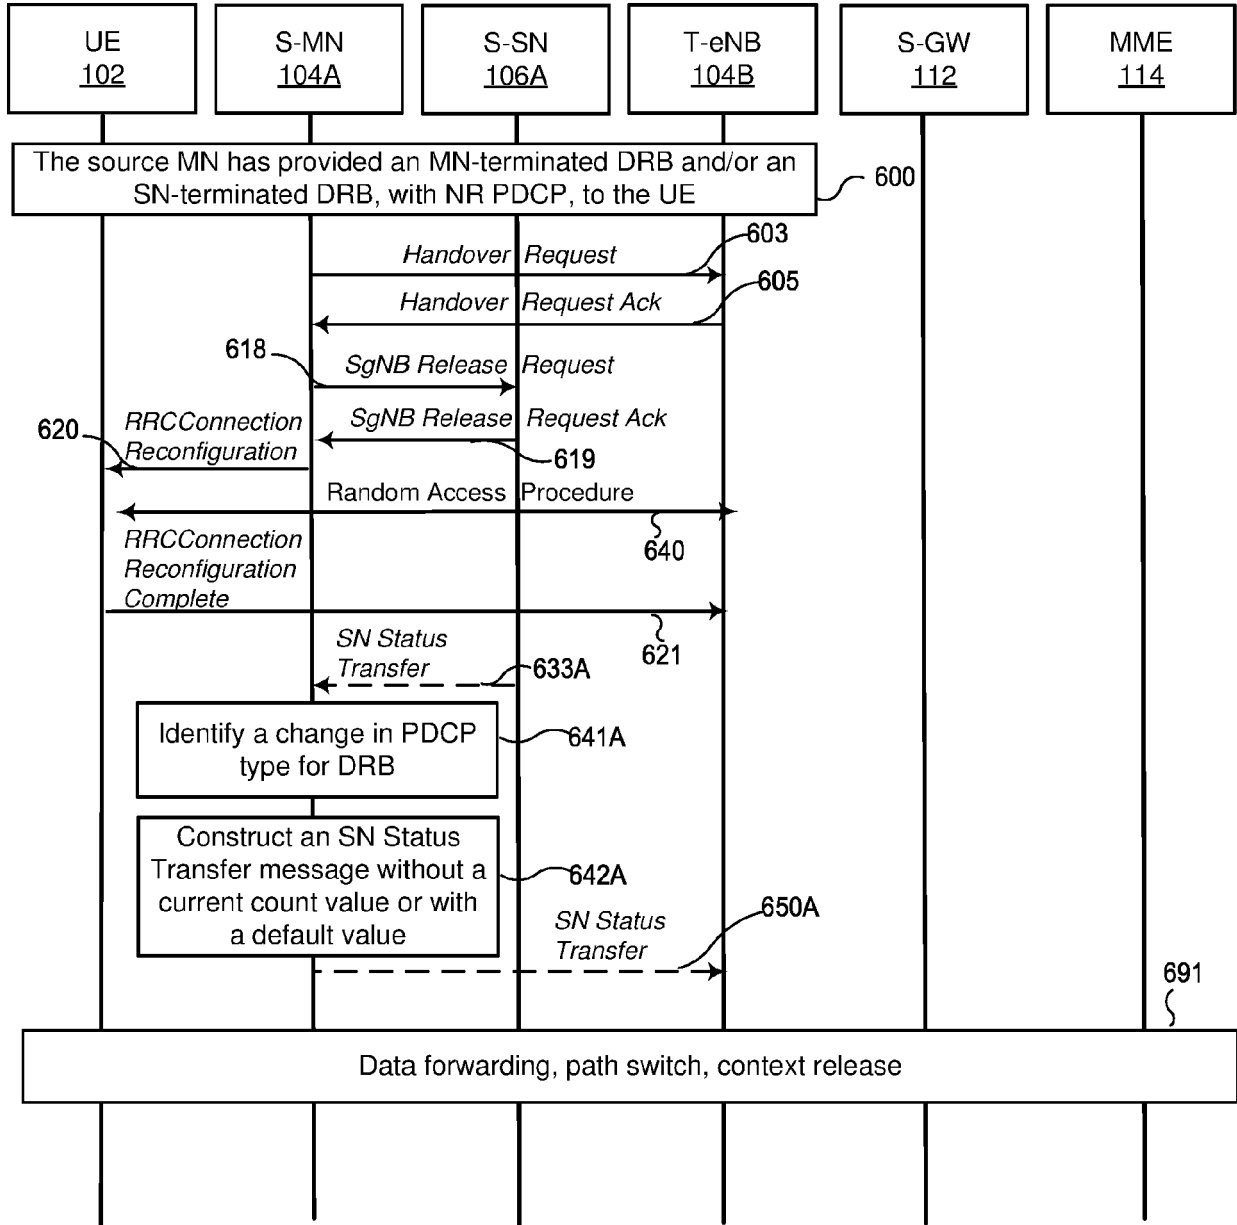 UE
102
S-MN
104A
S-SN
106A
T-eNB
104B
S-GW
112
MME
114
The source MN has provided an MN-terminated DRB and/or an
SN-terminated DRB, with NR PDCP, to the UE
600
603
Handover Request
605
Handover Request Ack
618
SgNB Release Request
620
RRCConnection
Reconfiguration
SgNB Release Request Ack
619
Random Access Procedure
640
RRCConnection
Reconfiguration
Complete
621
SN Status
Transfer
633A
Identify a change in PDCP
type for DRB
641A
Construct an SN Status
Transfer message without a
current count value or with
a default value
642A
SN Status
Transfer
650A
691
Data forwarding, path switch, context release